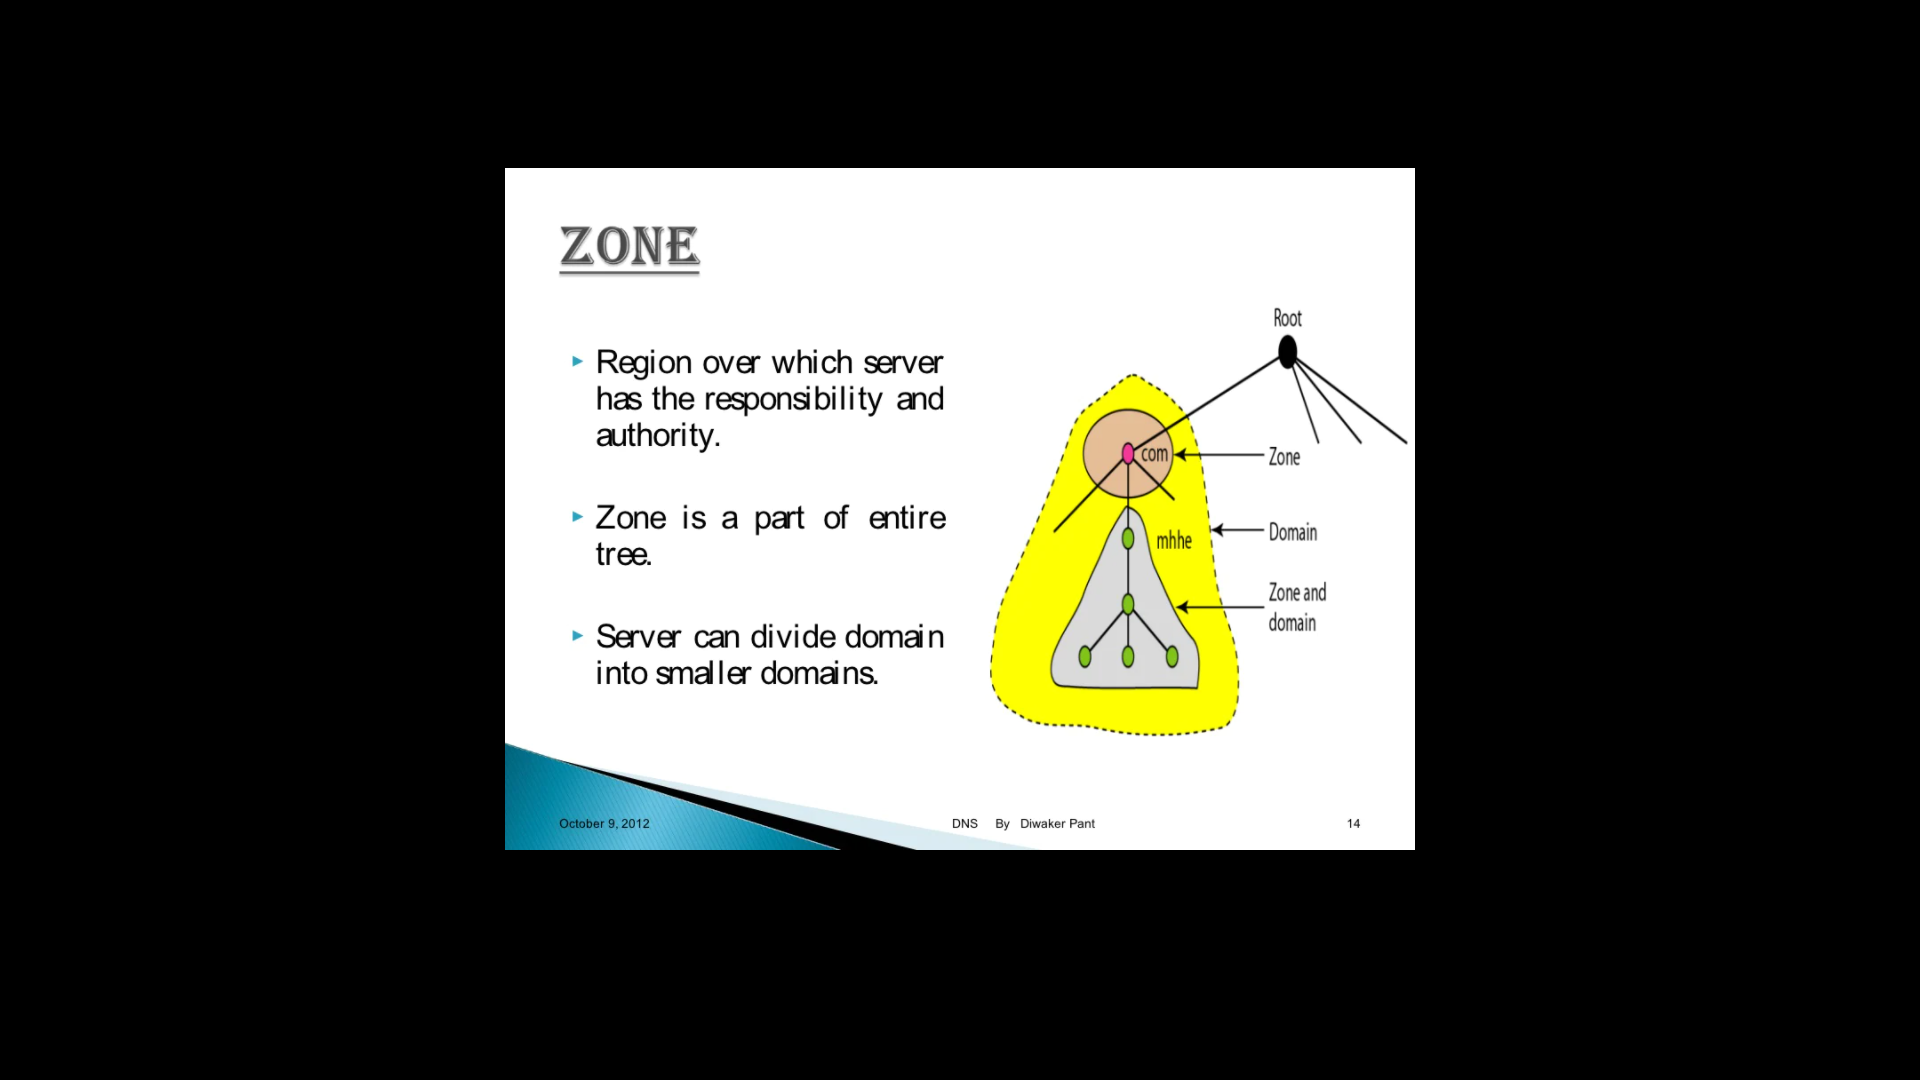 ZONE
Region over which server
has the responsibility and
authority.
Zone is a part of entire
tree.
Server can divide domain
into smaller domains.
Root
com
Zone
mhhe
Domain
Zone and
domain
October 9, 2012
DNS By Diwaker Pant
14